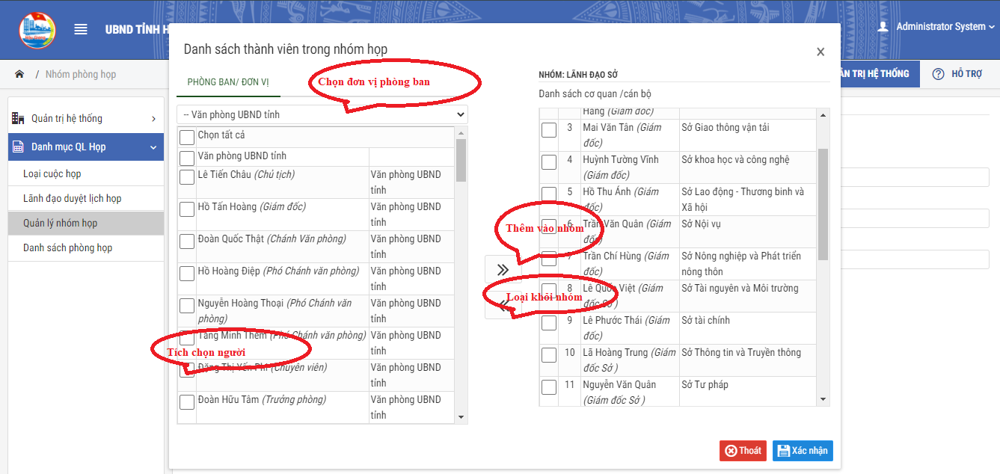 UBND TỈNH H
Administrator System
/ Nhóm phòng họp
ẢN TRỊ HỆ THỐNG
HỖ TRỢ
Quản trị hệ thống
Danh mục QL Họp
Loại cuộc họp
Lãnh đạo duyệt lịch họp
Quản lý nhóm họp
Danh sách phòng họp
Danh sách thành viên trong nhóm họp
PHÒNG BAN/ ĐƠN VỊ
Chọn đơn vị phòng ban
-- Văn phòng UBND tỉnh
Chọn tất cả
Văn phòng UBND tỉnh
Lê Tiến Châu (Chủ tịch) Văn phòng UBND
tỉnh
Hồ Tấn Hoàng (Giám đốc) Văn phòng UBND
tỉnh
Đoàn Quốc Thật (Chánh Văn phòng) Văn phòng UBND
tỉnh
Hồ Hoàng Điệp (Phó Chánh văn phòng) Văn phòng UBND
tỉnh
Nguyễn Hoàng Thoại (Phó Chánh văn Văn phòng UBND
phòng) tỉnh
Tăng Minh Thêm (Phó Chánh văn phòng) Văn phòng UBND
tỉnh
Tích chọn người
Đặng Thị Yến Phi (Chuyên viên) Văn phòng UBND
tỉnh
Đoàn Hữu Tâm (Trưởng phòng) Văn phòng UBND
tỉnh
Thêm vào nhóm
Loại khỏi nhóm
NHÓM: LÃNH ĐẠO SỞ
Danh sách cơ quan /cán bộ
Hằng (Giám đốc)
3 Mai Văn Tân (Giám Sở Giao thông vận tải
đốc)
4 Huỳnh Tường Vĩnh Sở khoa học và công nghệ
(Giám đốc)
5 Hồ Thu Ánh (Giám Sở Lao động - Thương binh và
đốc) Xã hội
6 Trần Văn Quân (Giám Sở Nội vụ
đốc)
7 Trần Chí Hùng (Giám Sở Nông nghiệp và Phát triển
đốc) nông thôn
8 Lê Quốc Việt (Giám Sở Tài nguyên và Môi trường
đốc Sở )
9 Lê Phước Thái (Giám Sở tài chính
đốc)
10 Lã Hoàng Trung (Giám Sở Thông tin và Truyền thông
đốc Sở )
11 Nguyễn Văn Quân Sở Tư pháp
(Giám đốc Sở )
Thoát
Xác nhận